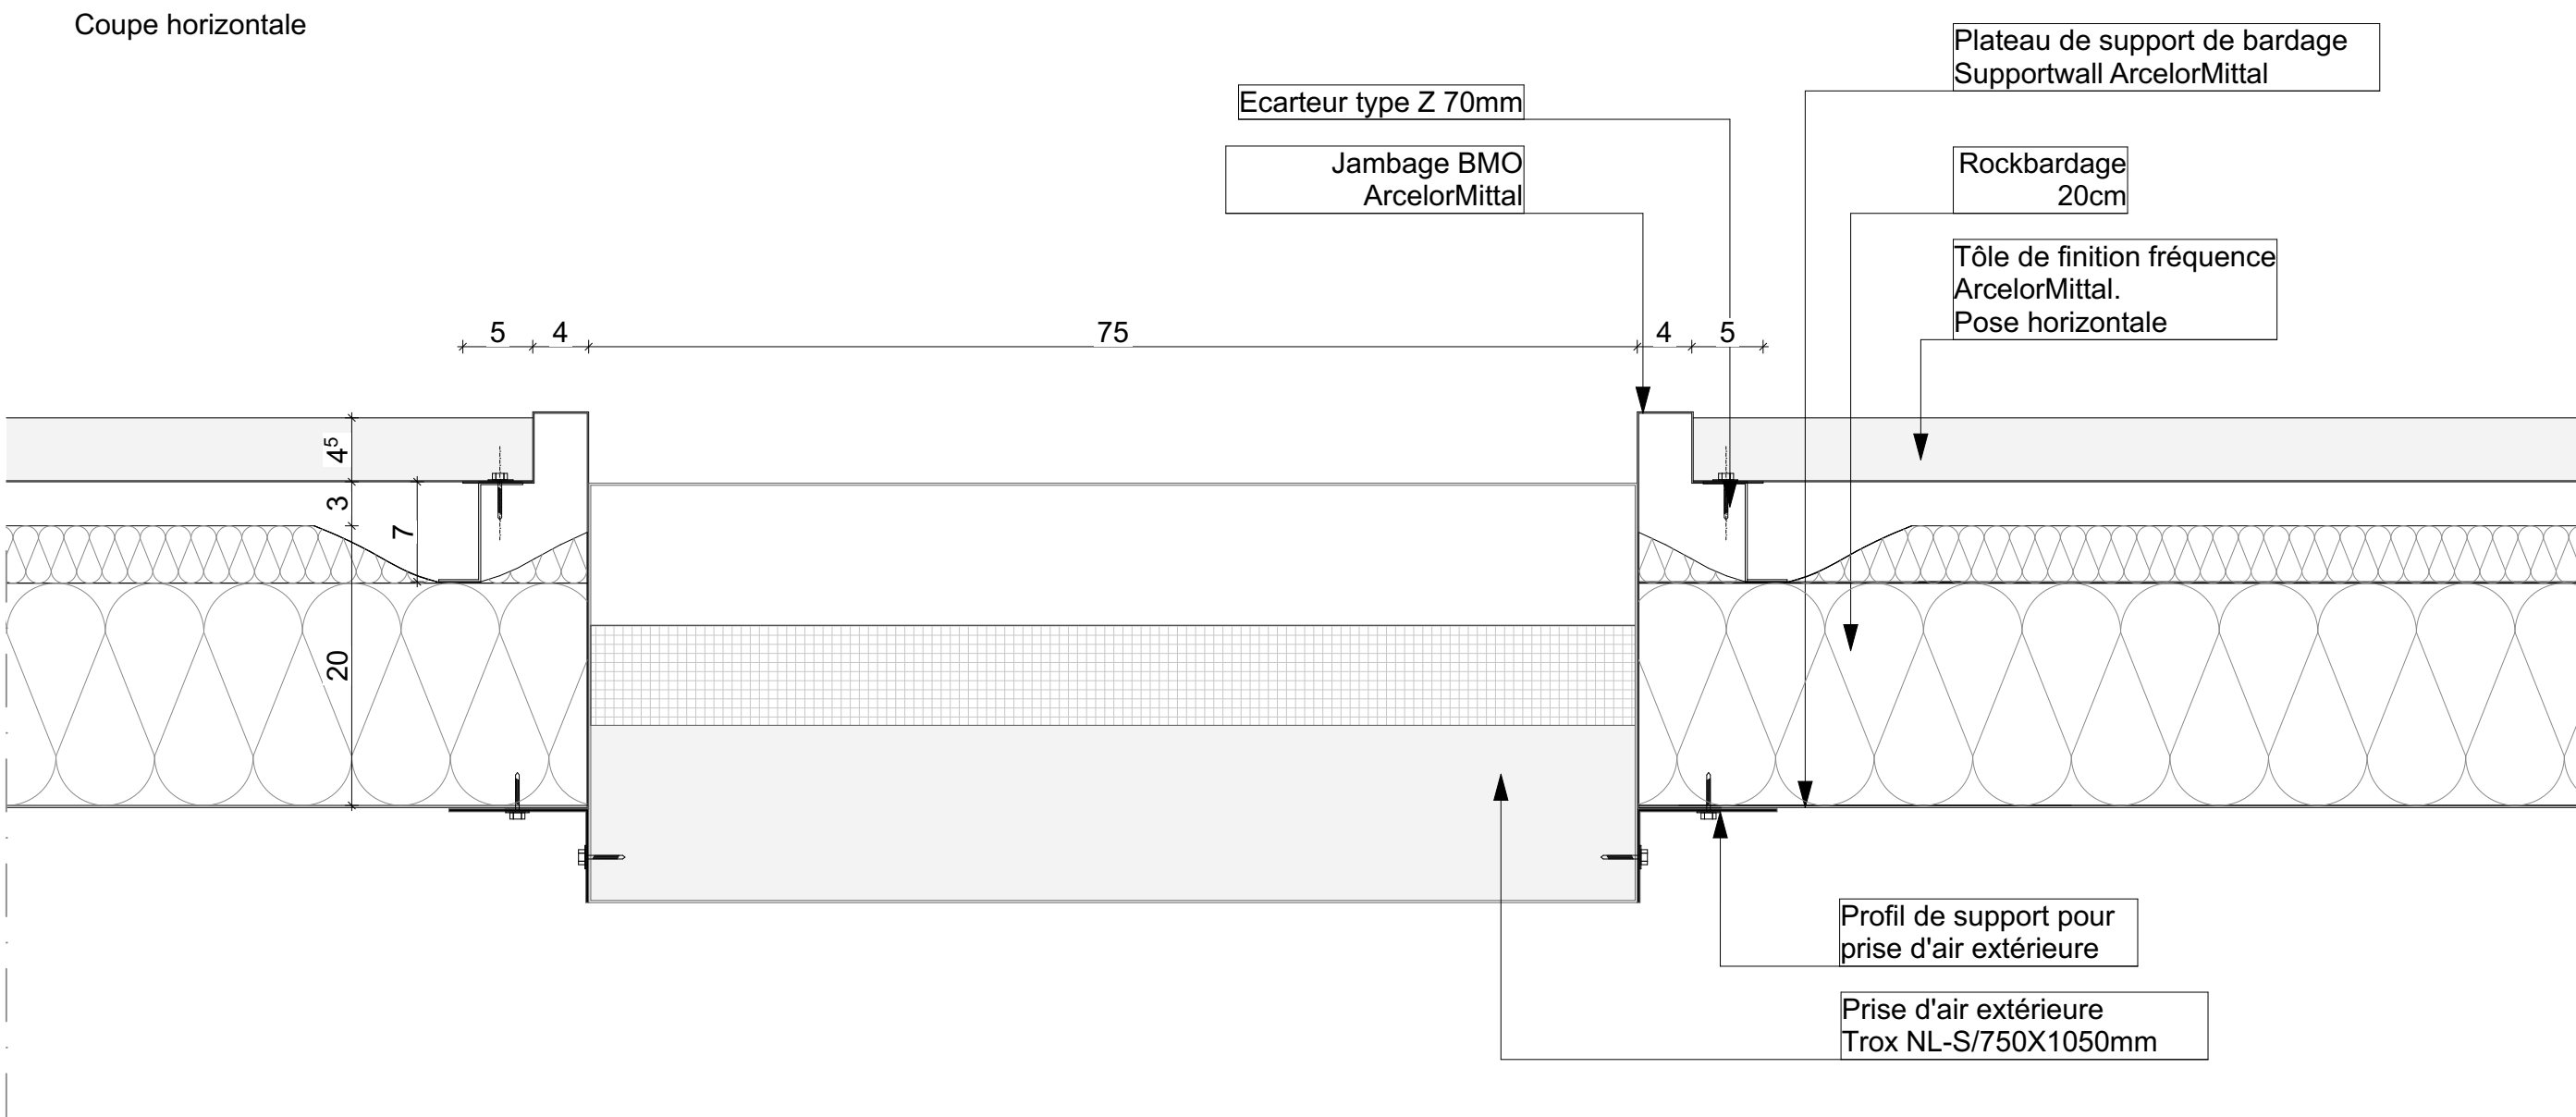 Coupe horizontale
Plateau de support de bardage
Supportwall ArcelorMittal
Ecarteur type Z 70mm
Jambage BMO
ArcelorMittal
Rockbardage
20cm
Tôle de finition fréquence
ArcelorMittal.
Pose horizontale
5 4 75 4 5
4⁵
3
7
20
Profil de support pour
prise d'air extérieure
Prise d'air extérieure
Trox NL-S/750X1050mm